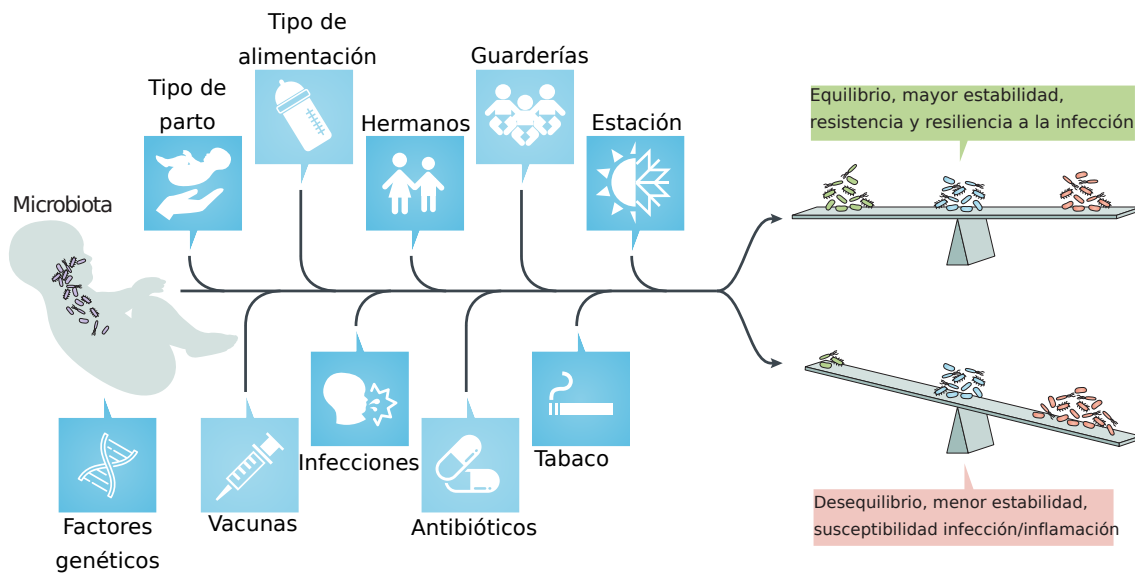 Tipo de
alimentación
Guarderías
Tipo de
parto
Hermanos
Estación
Equilibrio, mayor estabilidad,
resistencia y resiliencia a la infección
Microbiota
Infecciones
Tabaco
Factores
genéticos
Vacunas
Antibióticos
Desequilibrio, menor estabilidad,
susceptibilidad infección/inflamación